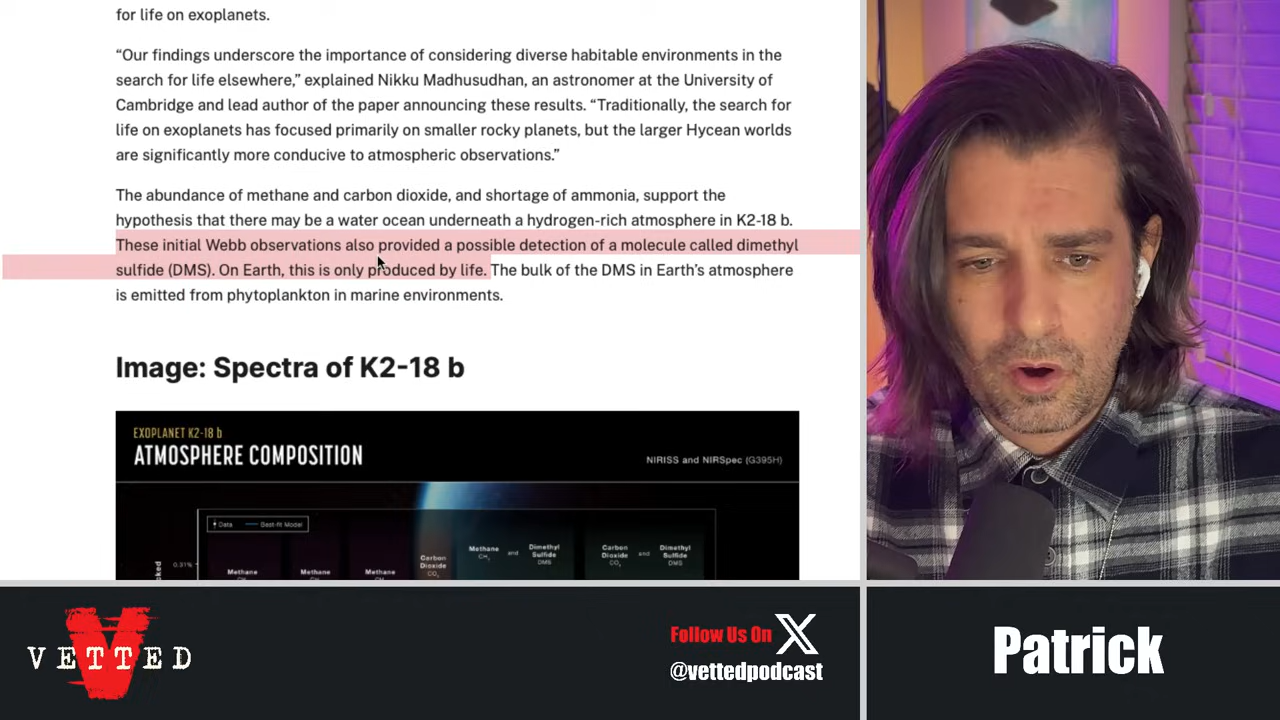 for life on exoplanets.
“Our findings underscore the importance of considering diverse habitable environments in the
search for life elsewhere,” explained Nikku Madhusudhan, an astronomer at the University of
Cambridge and lead author of the paper announcing these results. “Traditionally, the search for
life on exoplanets has focused primarily on smaller rocky planets, but the larger Hycean worlds
are significantly more conducive to atmospheric observations.”
The abundance of methane and carbon dioxide, and shortage of ammonia, support the
hypothesis that there may be a water ocean underneath a hydrogen-rich atmosphere in K2-18 b.
These initial Webb observations also provided a possible detection of a molecule called dimethyl
sulfide (DMS). On Earth, this is only produced by life. The bulk of the DMS in Earth’s atmosphere
is emitted from phytoplankton in marine environments.
Image: Spectra of K2-18 b
EXOPLANET K2-18 b
ATMOSPHERE COMPOSITION
NIRISS and NIRSpec (G395H)
Data
Best-fit Model
Methane
CH4
and
Dimethyl
Sulfide
DMS
Carbon
Dioxide
CO2
and
Dimethyl
Sulfide
DMS
Carbon
Dioxide
CO2
0.31%
Methane
Methane
Methane
V
VETTED
Follow Us On X
@vettedpodcast
Patrick